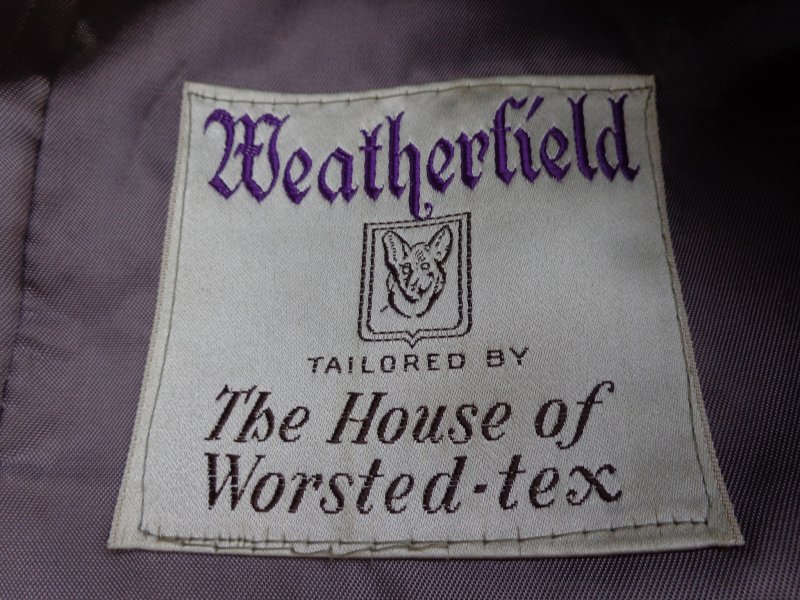 Weatherfield
TAILORED BY
The House of
Worsted-tex